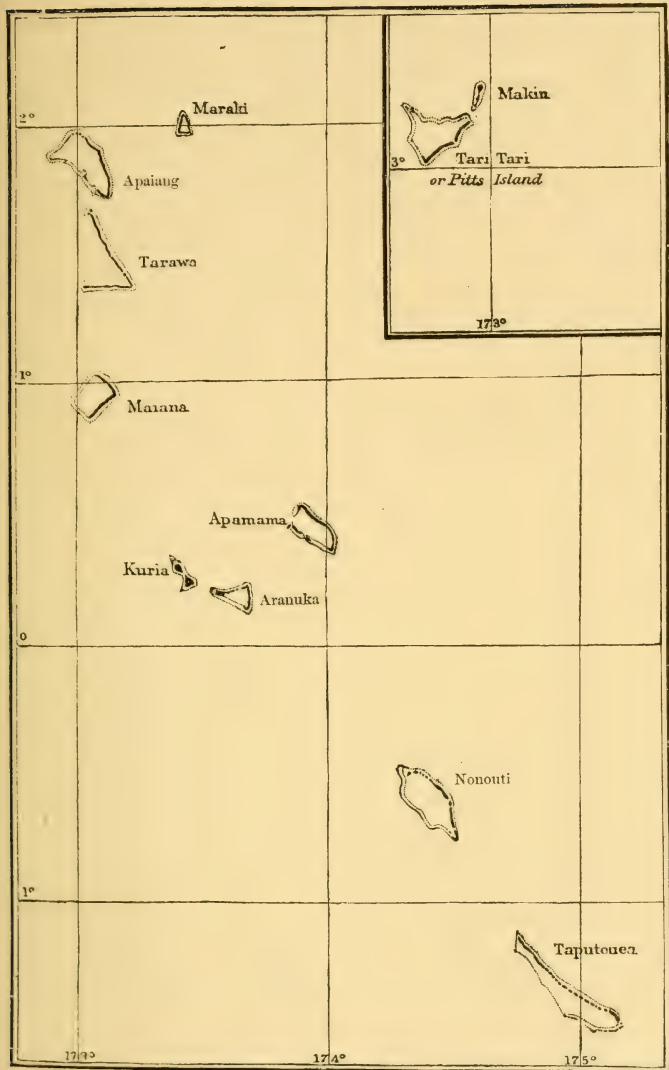 2°
Maraki
Apaiang
Tarawa
Makin
3°
Tari Tari
or Pitts Island
173°
1°
Maiana
Apamama
Kuria
Aranuka
0
Nonouti
1°
Taputouea
173°
174°
175°